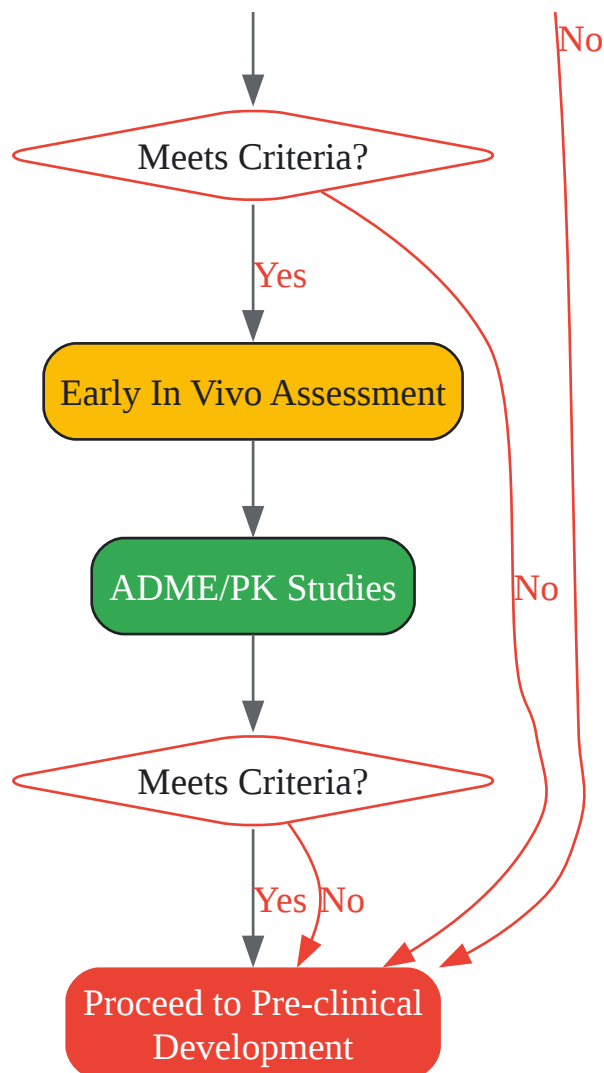 No
Meets Criteria?
Yes
Early In Vivo Assessment
ADME/PK Studies
No
Meets Criteria?
Yes
No
Proceed to Pre-clinical
Development